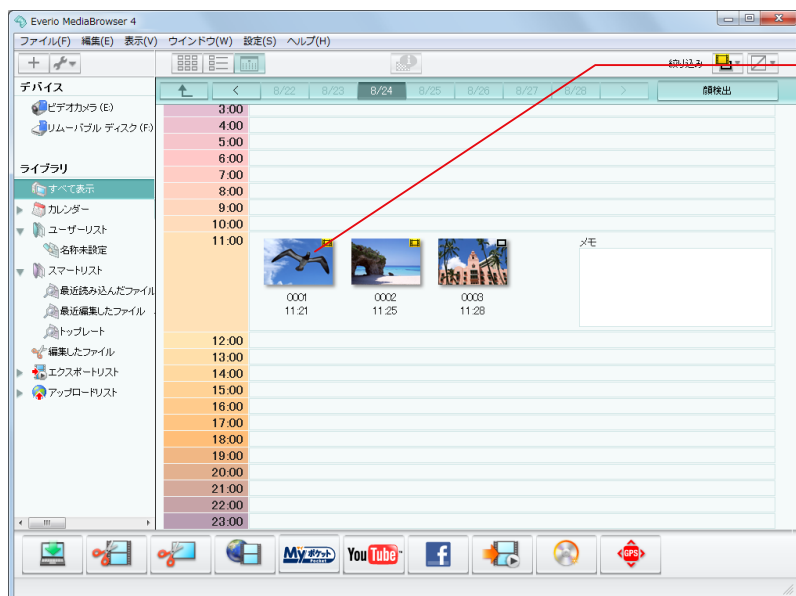 Everio MediaBrowser 4
ファイル(F) 編集(E) 表示(V) ウインドウ(W) 設定(S) ヘルプ(H)
絞り込み
デバイス
ビデオカメラ (E)
リムーバブル ディスク (F)
ライブラリ
すべて表示
カレンダー
ユーザーリスト
名称未設定
スマートリスト
最近読み込んだファイル
最近編集したファイル
トップレート
編集したファイル
エクスポートリスト
アップロードリスト
< 8/22 8/23 8/24 8/25 8/26 8/27 8/28 > 顔検出
3:00
4:00
5:00
6:00
7:00
8:00
9:00
10:00
11:00
メモ
0001 0002 0003
11:21 11:25 11:28
12:00
13:00
14:00
15:00
16:00
17:00
18:00
19:00
20:00
21:00
22:00
23:00
Myポケット
Pocket
YouTube
f
GPS